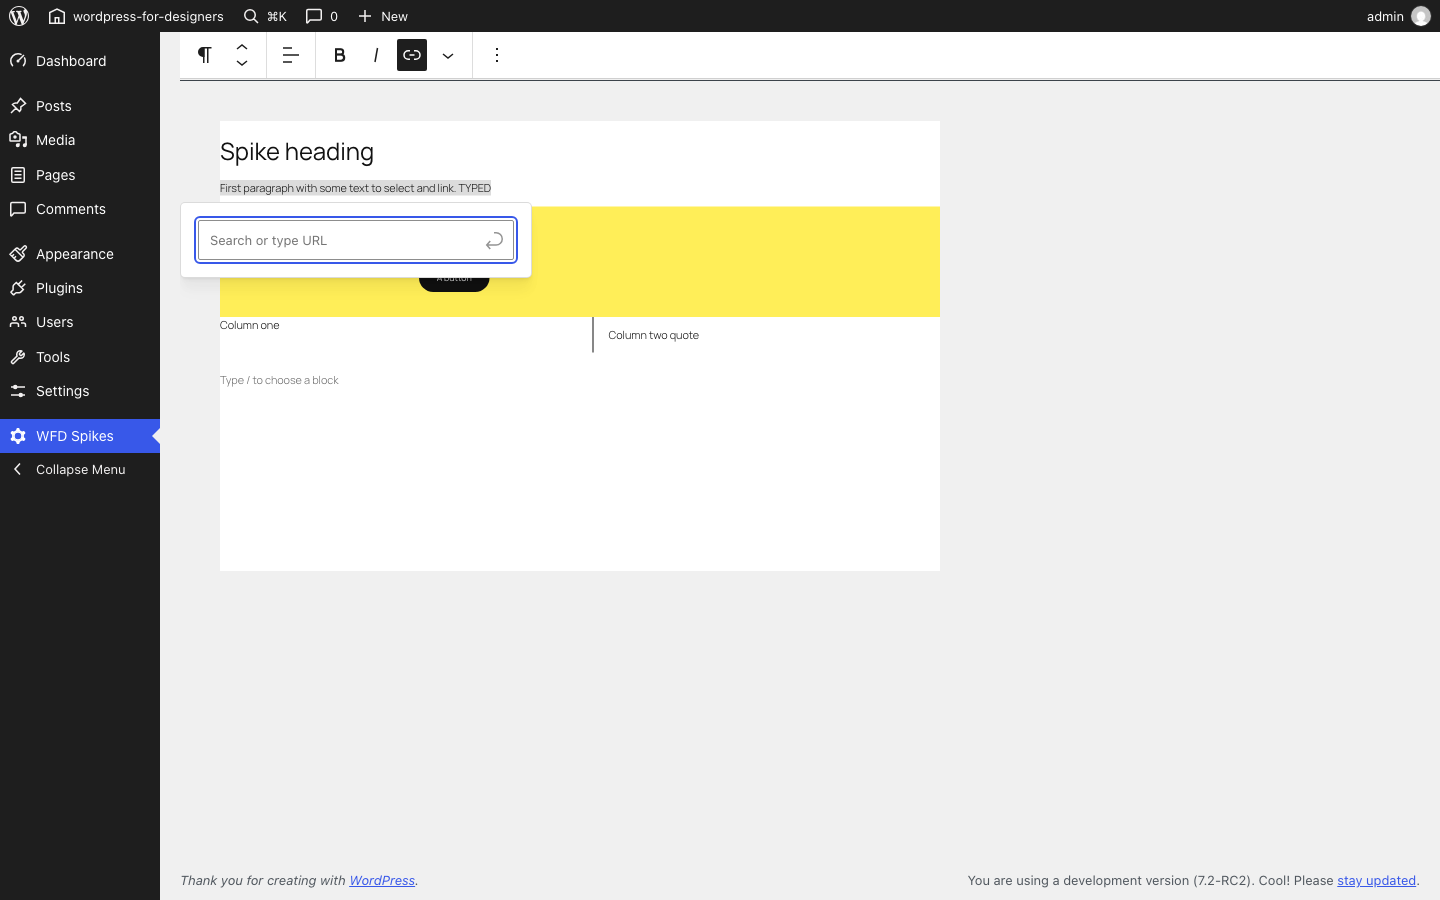 wordpress-for-designers
⌘K
0
New
admin
Dashboard
Posts
Media
Pages
Comments
Appearance
Plugins
Users
Tools
Settings
WFD Spikes
Collapse Menu
B I
Spike heading
First paragraph with some text to select and link. TYPED
Search or type URL
A button
Column one
Column two quote
Type / to choose a block
Thank you for creating with WordPress.
You are using a development version (7.2-RC2). Cool! Please stay updated.